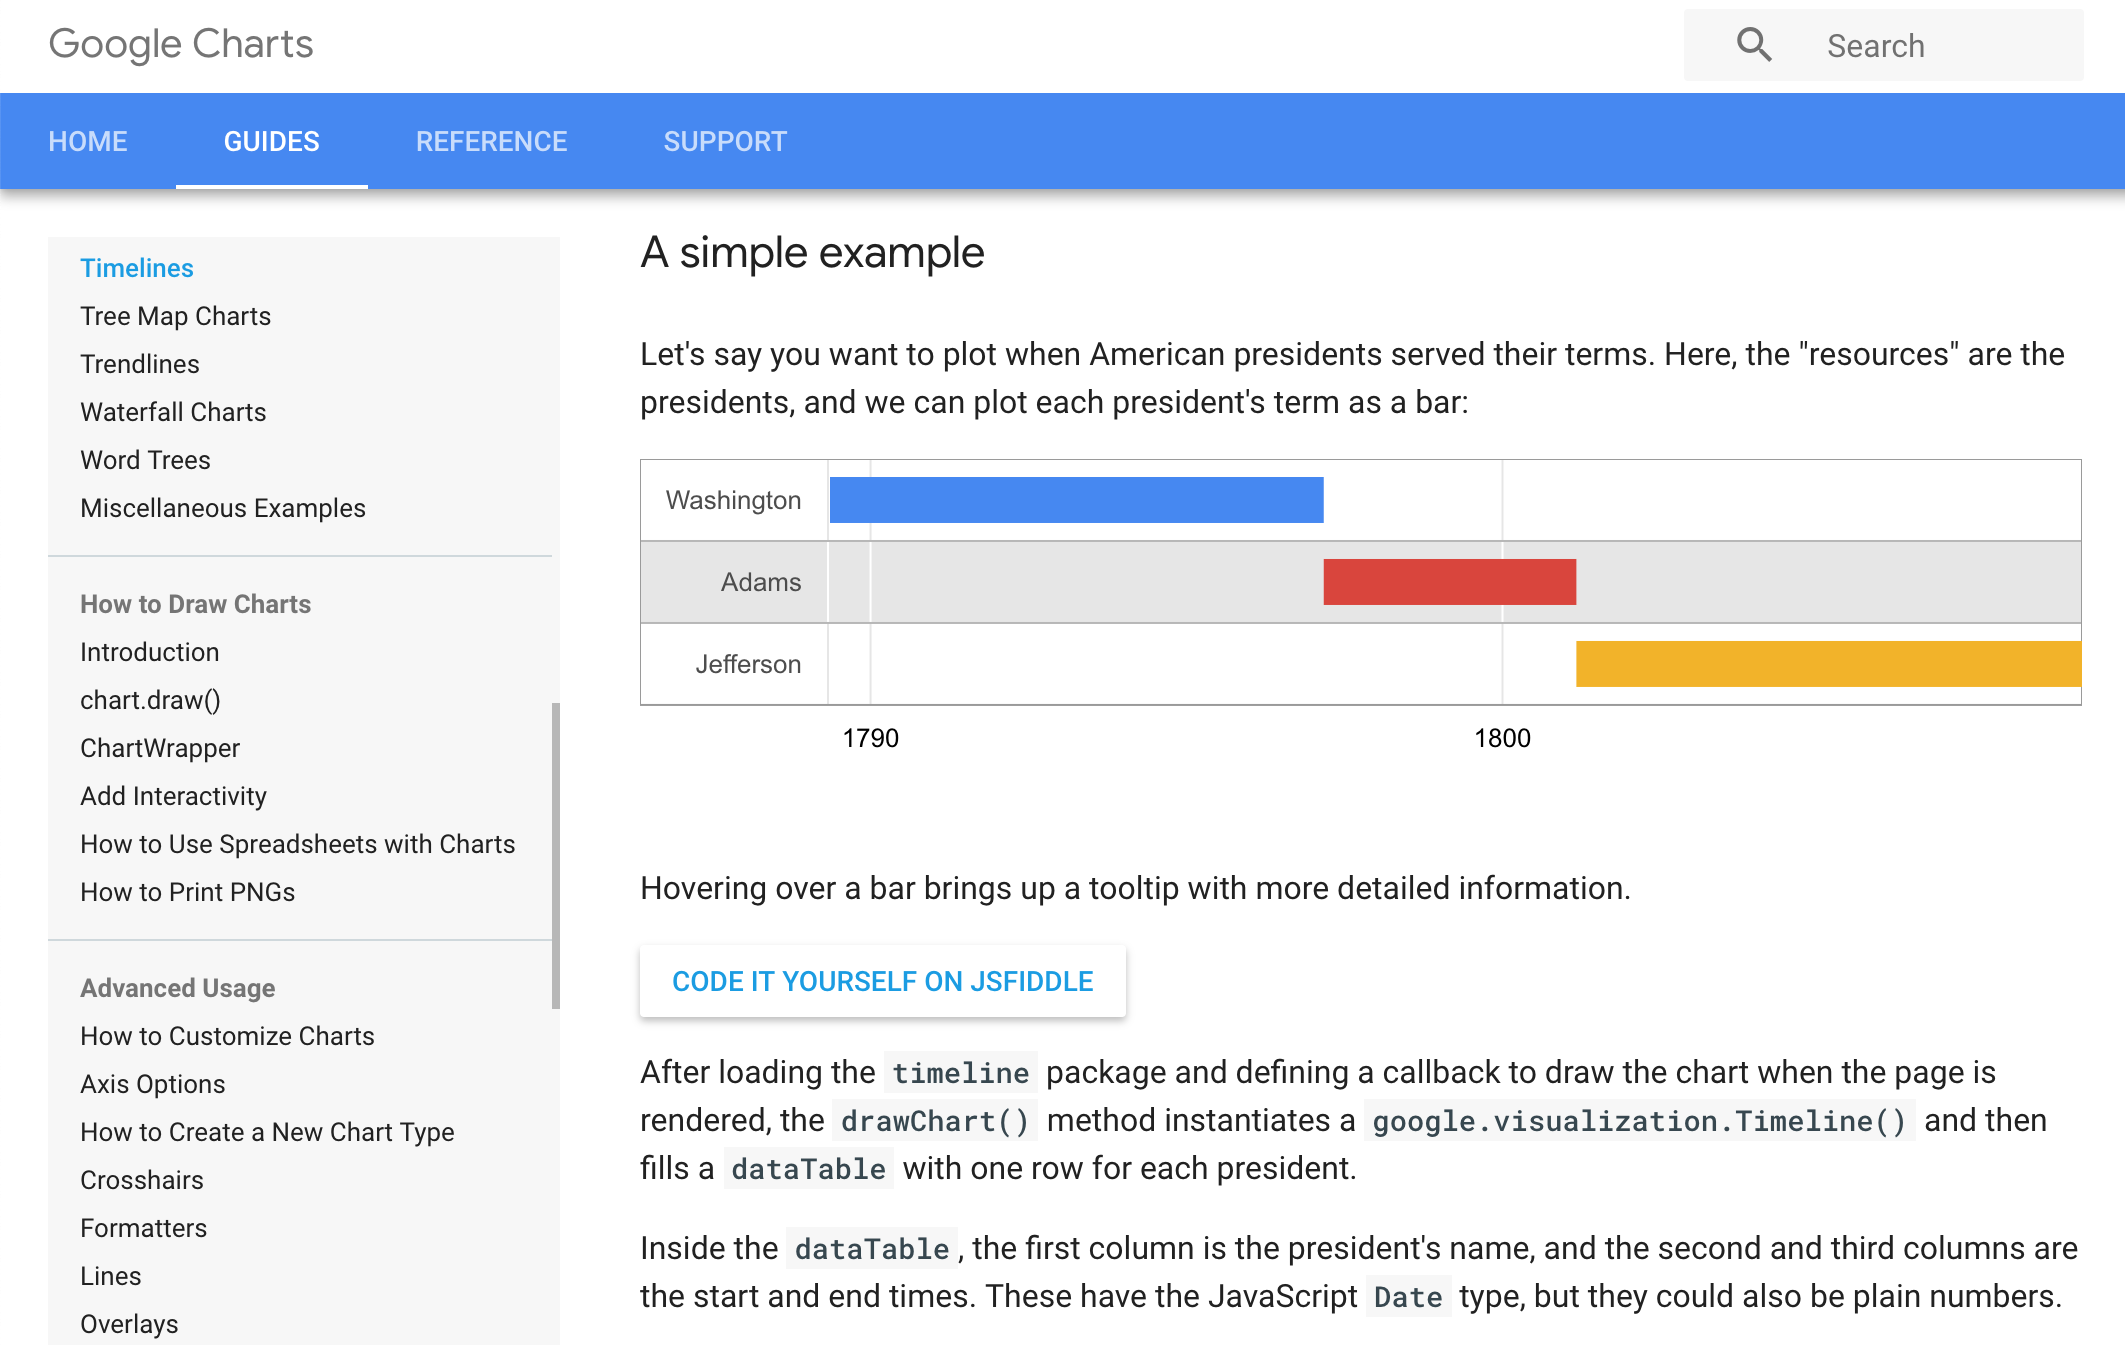 Google Charts
Search
HOME
GUIDES
REFERENCE
SUPPORT
Timelines
Tree Map Charts
Trendlines
Waterfall Charts
Word Trees
Miscellaneous Examples
How to Draw Charts
Introduction
chart.draw()
ChartWrapper
Add Interactivity
How to Use Spreadsheets with Charts
How to Print PNGs
Advanced Usage
How to Customize Charts
Axis Options
How to Create a New Chart Type
Crosshairs
Formatters
Lines
Overlays
A simple example
Let's say you want to plot when American presidents served their terms. Here, the "resources" are the
presidents, and we can plot each president's term as a bar:
Washington
Adams
Jefferson
1790
1800
Hovering over a bar brings up a tooltip with more detailed information.
CODE IT YOURSELF ON JSFIDDLE
After loading the timeline package and defining a callback to draw the chart when the page is
rendered, the drawChart() method instantiates a google.visualization.Timeline() and then
fills a dataTable with one row for each president.
Inside the dataTable, the first column is the president's name, and the second and third columns are
the start and end times. These have the JavaScript Date type, but they could also be plain numbers.